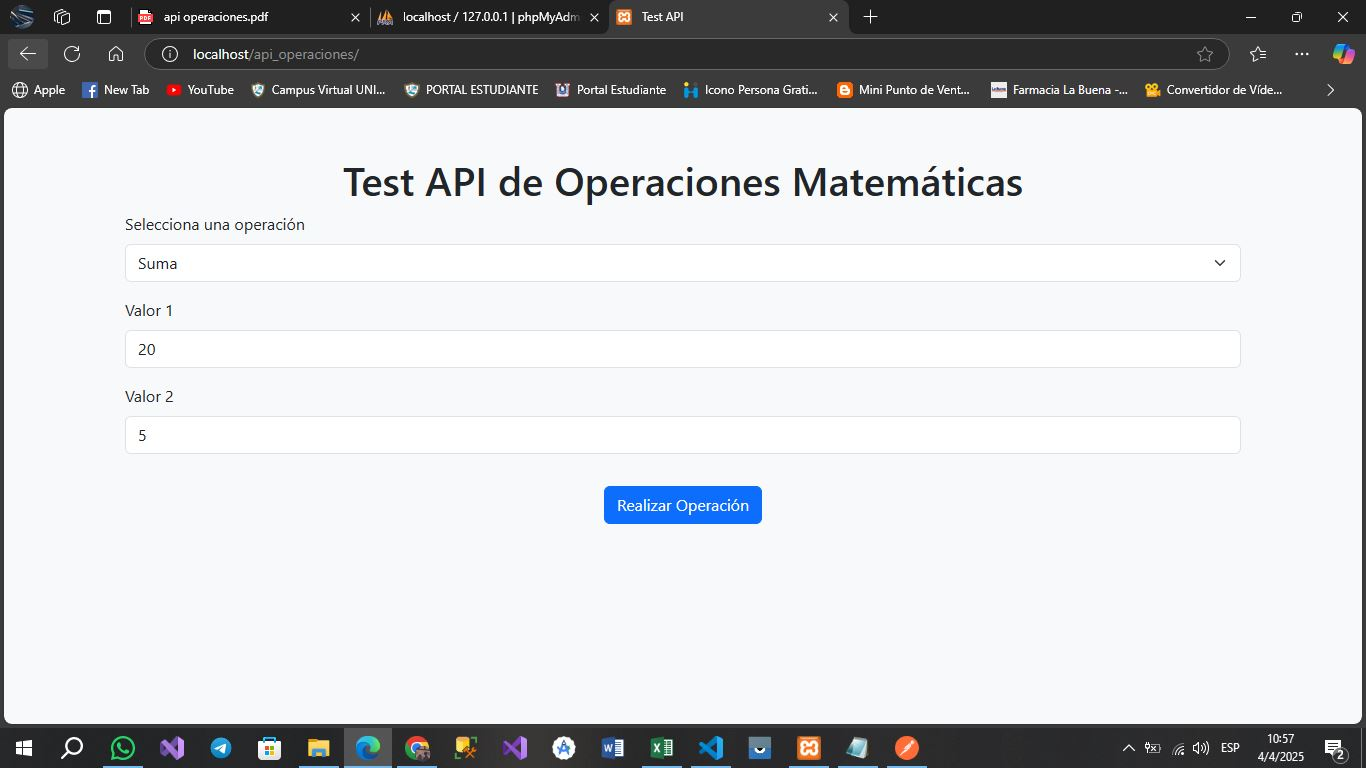 api operaciones.pdf
localhost / 127.0.0.1 | phpMyAdm
Test API
localhost/api_operaciones/
Apple
New Tab
YouTube
Campus Virtual UNI...
PORTAL ESTUDIANTE
Portal Estudiante
Icono Persona Grati...
Mini Punto de Vent...
Farmacia La Buena -...
Convertidor de Víde...
Test API de Operaciones Matemáticas
Selecciona una operación
Suma
Valor 1
20
Valor 2
5
Realizar Operación
ESP
10:57
4/4/2025
2